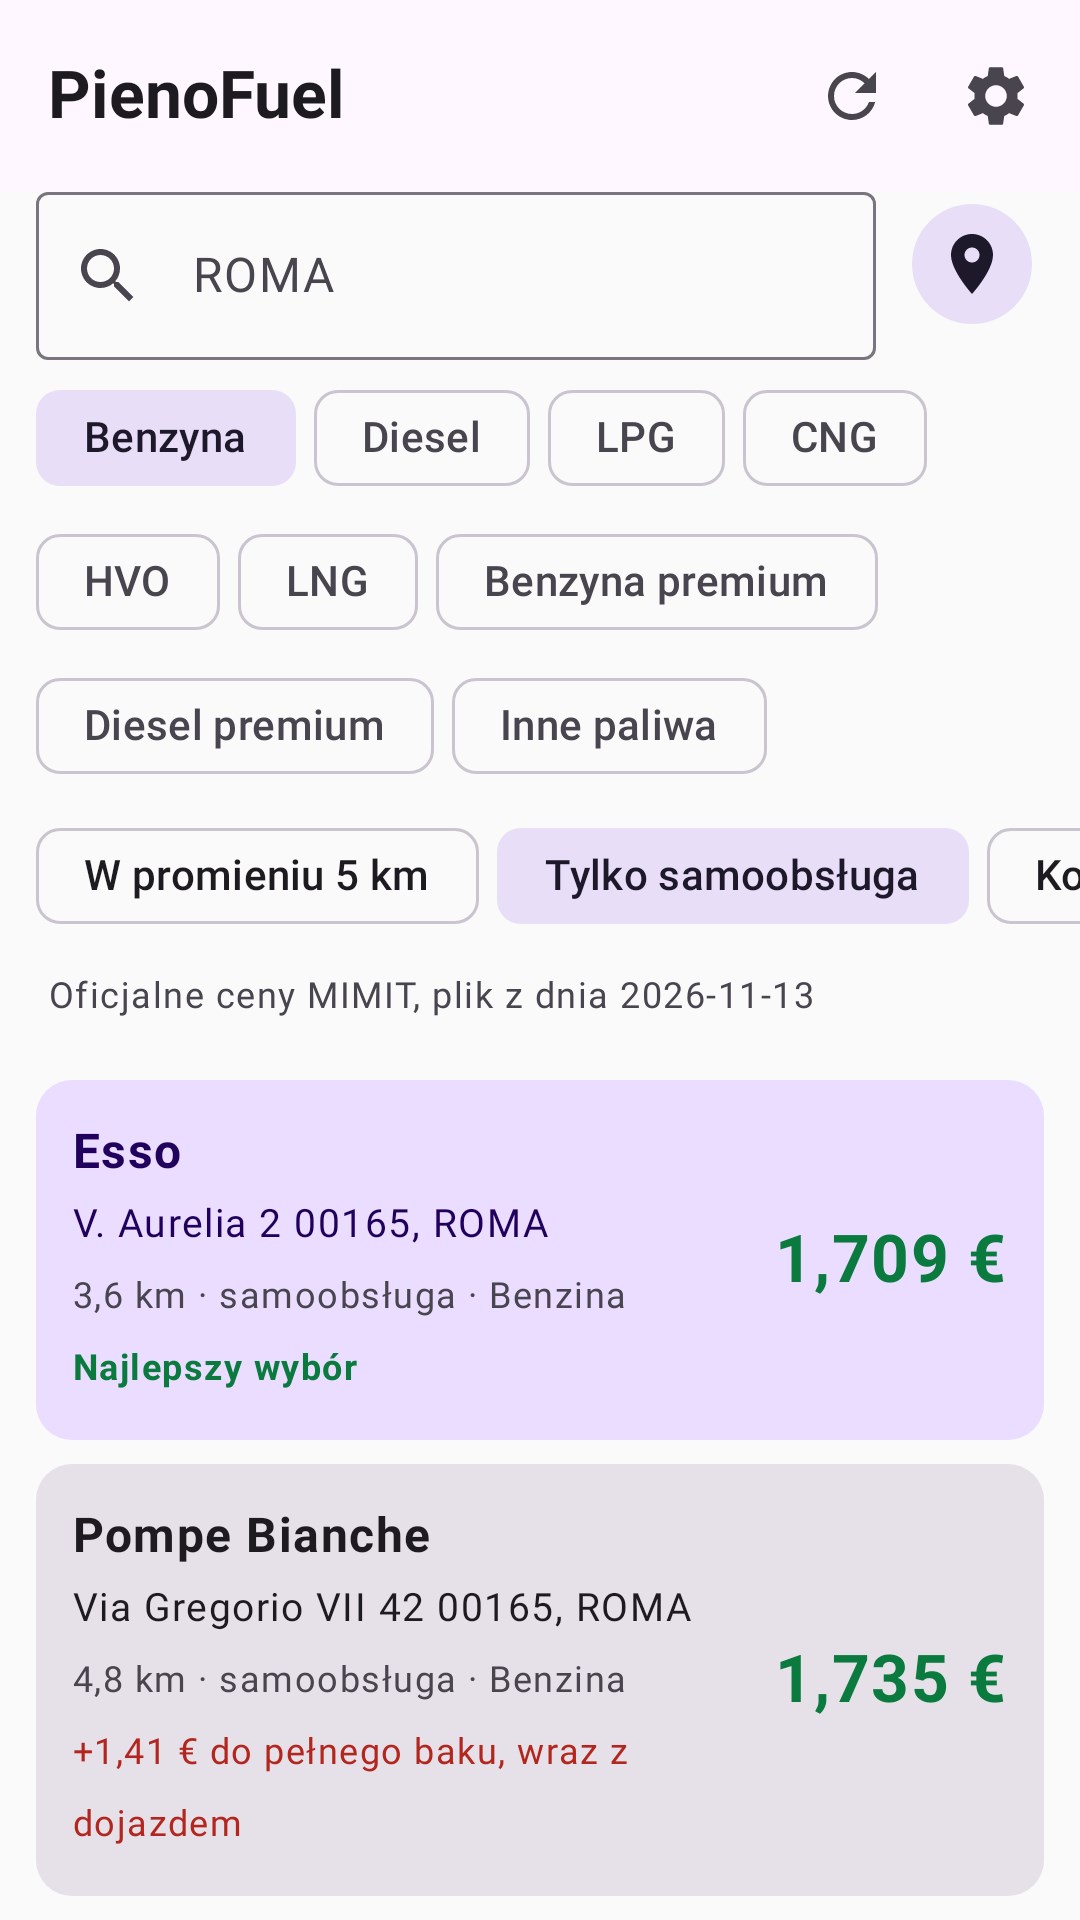 PienoFuel
ROMA
Benzyna
Diesel
LPG
CNG
HVO
LNG
Benzyna premium
Diesel premium
Inne paliwa
W promieniu 5 km
Tylko samoobsługa
Ko
Oficjalne ceny MIMIT, plik z dnia 2026-11-13
Esso
V. Aurelia 2 00165, ROMA
3,6 km · samoobsługa · Benzina
Najlepszy wybór
1,709 €
Pompe Bianche
Via Gregorio VII 42 00165, ROMA
4,8 km · samoobsługa · Benzina
+1,41 € do pełnego baku, wraz z
dojazdem
1,735 €